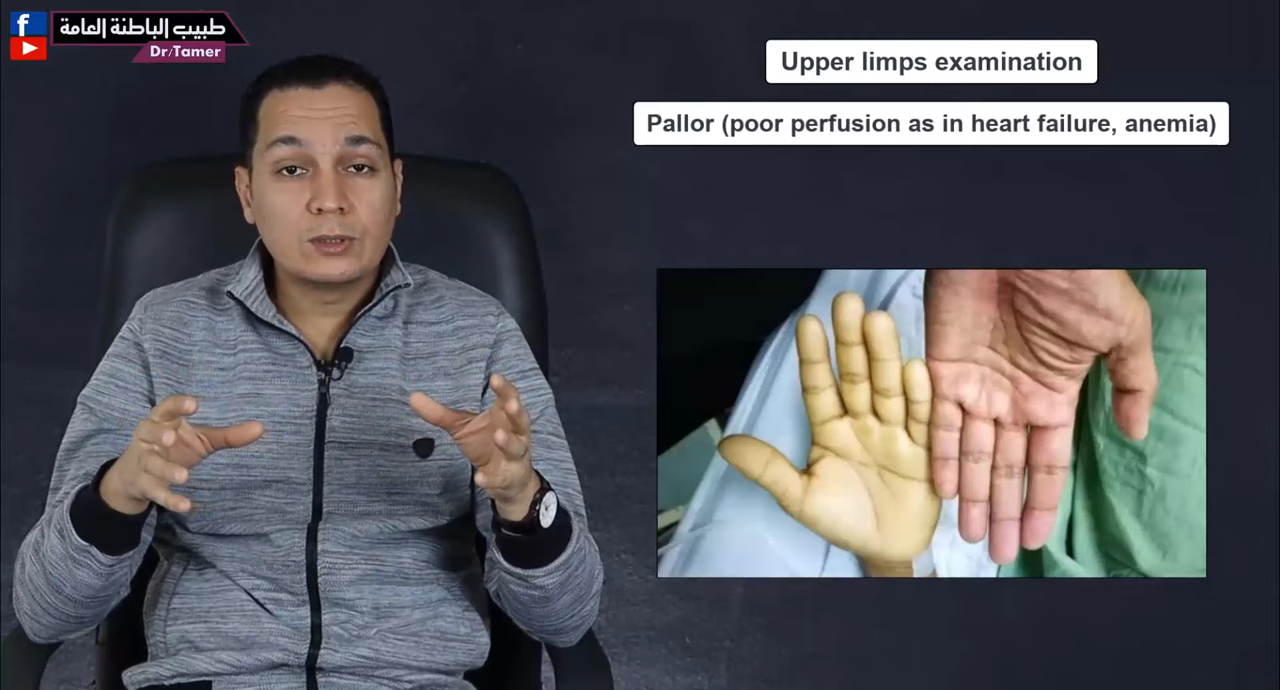 طبيب الباطنة العامة
Dr/Tamer
Upper limps examination
Pallor (poor perfusion as in heart failure, anemia)